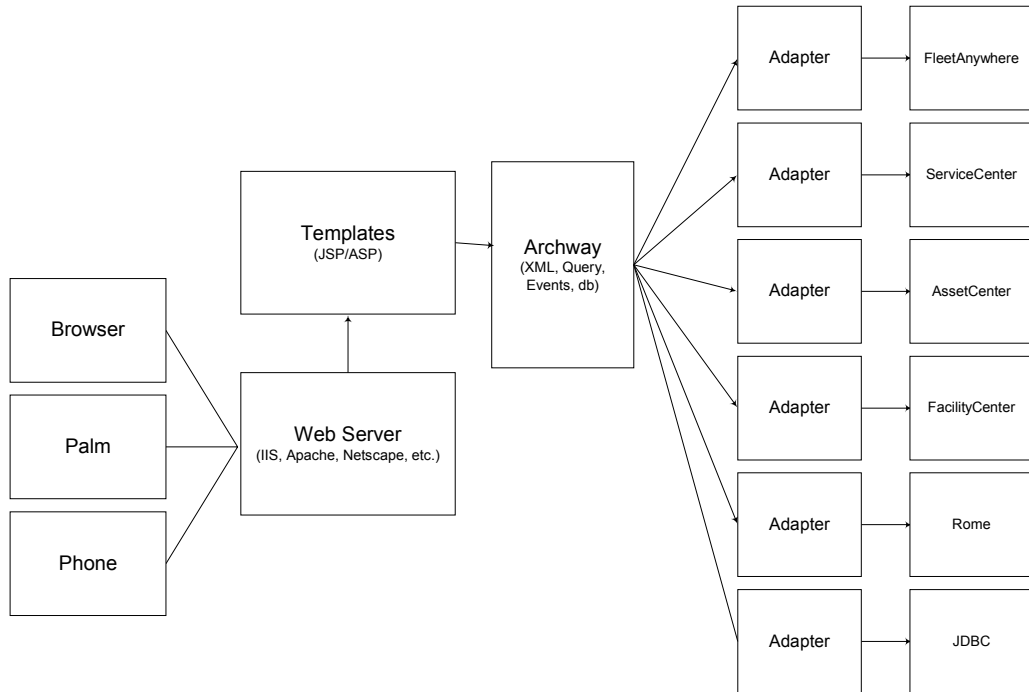 Browser
Palm
Phone
Templates
(JSP/ASP)
Web Server
(IIS, Apache, Netscape, etc.)
Archway
(XML, Query,
Events, db)
Adapter
FleetAnywhere
Adapter
ServiceCenter
Adapter
AssetCenter
Adapter
FacilityCenter
Adapter
Rome
Adapter
JDBC